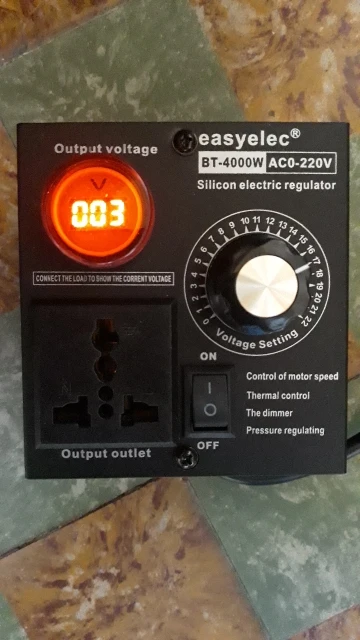 Output voltage
easyelec®
BT-4000W AC0-220V
Silicon electric regulator
V
003
CONNECT THE LOAD TO SHOW THE CORRENT VOLTAGE
0 1 2 3 4 5 6 7 8 9 10 11 12 13 14 15 16 17 18 19 20 21 22
Voltage Setting
ON
I
O
OFF
Control of motor speed
Thermal control
The dimmer
Pressure regulating
Output outlet